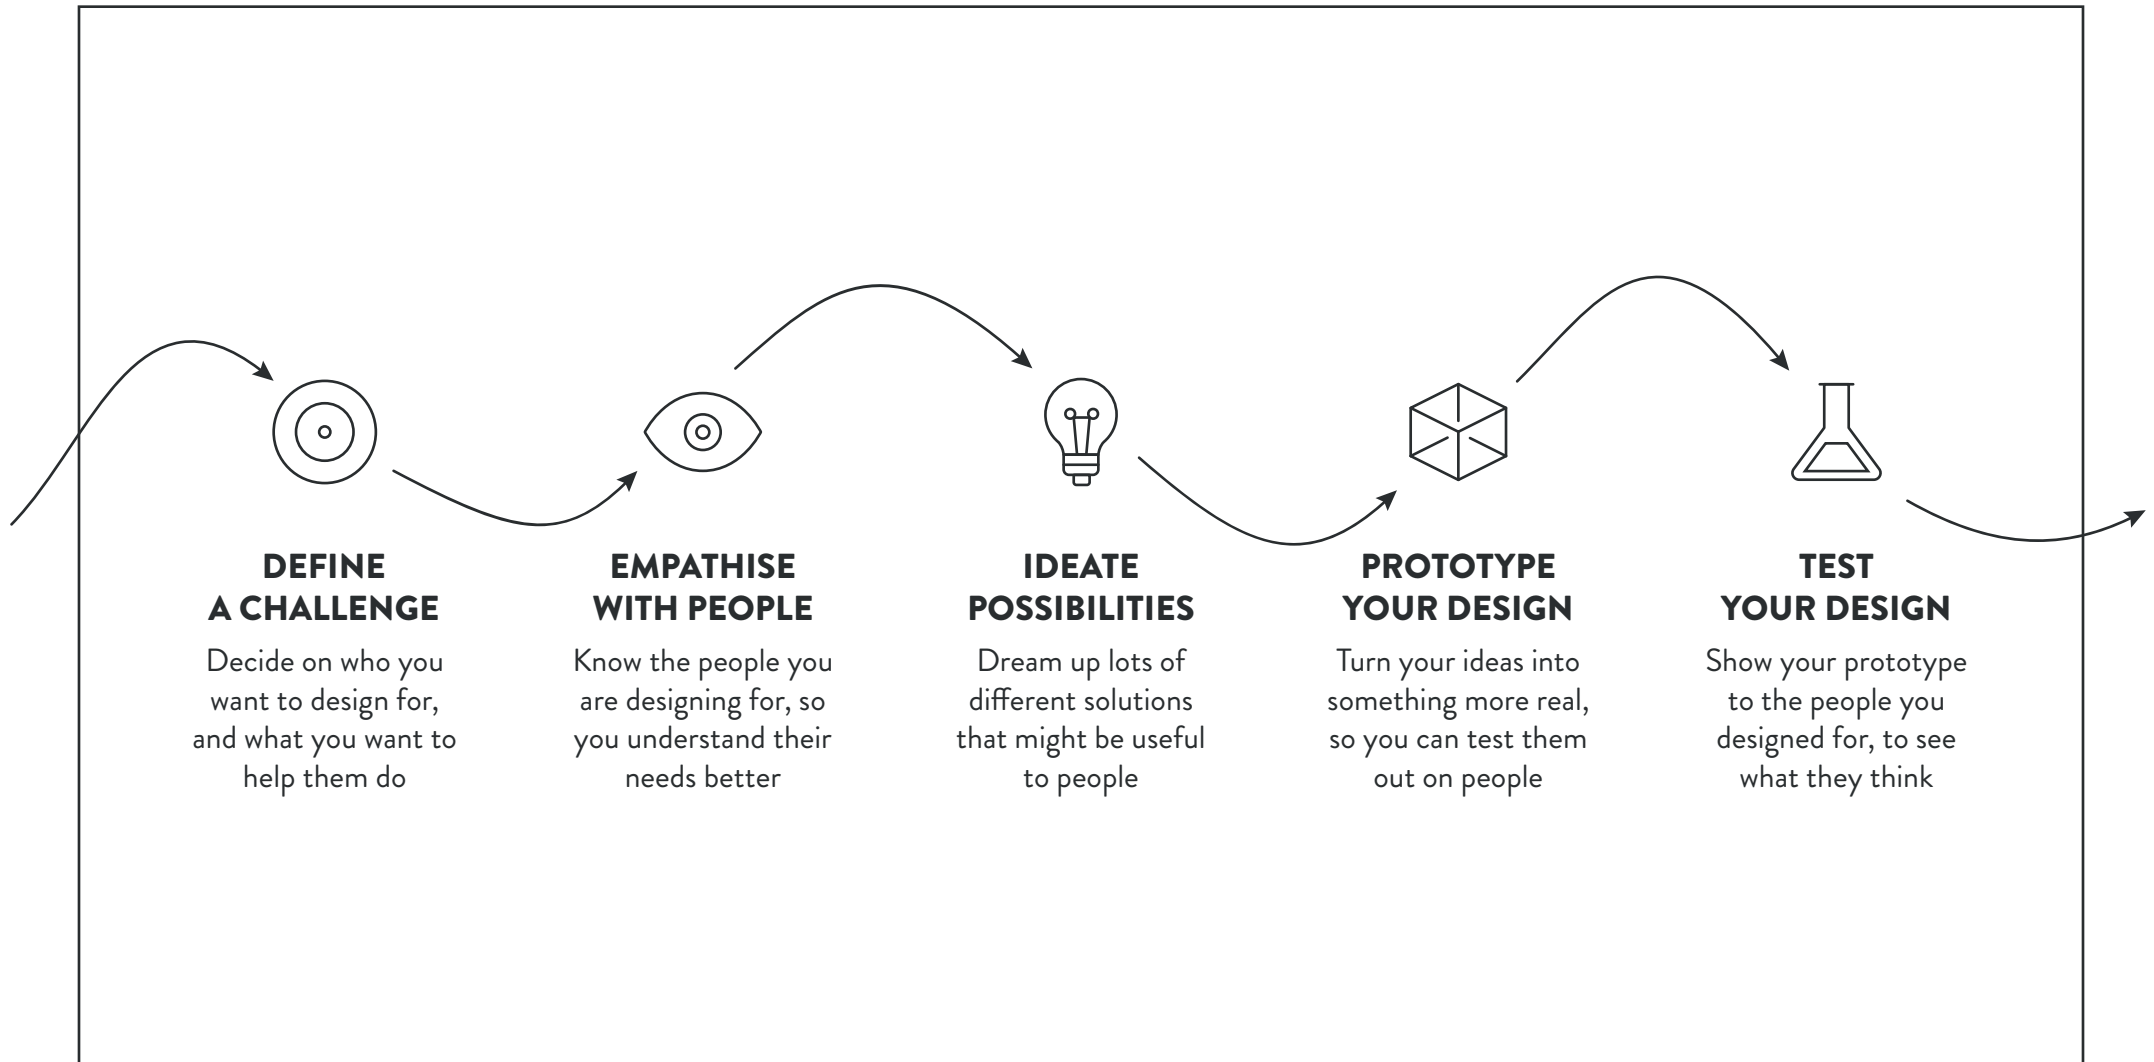 DEFINE
A CHALLENGE
Decide on who you
want to design for,
and what you want to
help them do
EMPATHISE
WITH PEOPLE
Know the people you
are designing for, so
you understand their
needs better
IDEATE
POSSIBILITIES
Dream up lots of
different solutions
that might be useful
to people
PROTOTYPE
YOUR DESIGN
Turn your ideas into
something more real,
so you can test them
out on people
TEST
YOUR DESIGN
Show your prototype
to the people you
designed for, to see
what they think